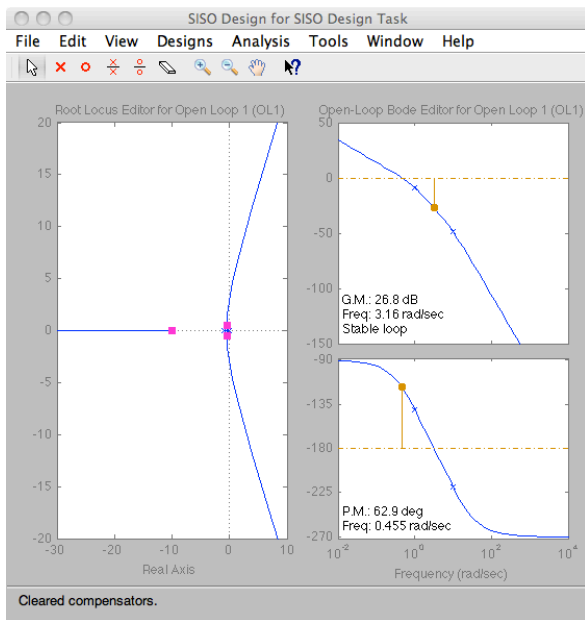 SISO Design for SISO Design Task
File Edit View Designs Analysis Tools Window Help
Root Locus Editor for Open Loop 1 (OL1)
20
15
10
5
0
-5
-10
-15
-20
-30 -20 -10 0 10
Real Axis
Open-Loop Bode Editor for Open Loop 1 (OL1)
50
0
-50
-100
-150
G.M.: 26.8 dB
Freq: 3.16 rad/sec
Stable loop
-90
-135
-180
-225
-270
P.M.: 62.9 deg
Freq: 0.455 rad/sec
10^-2 10^0 10^2 10^4
Frequency (rad/sec)
Cleared compensators.